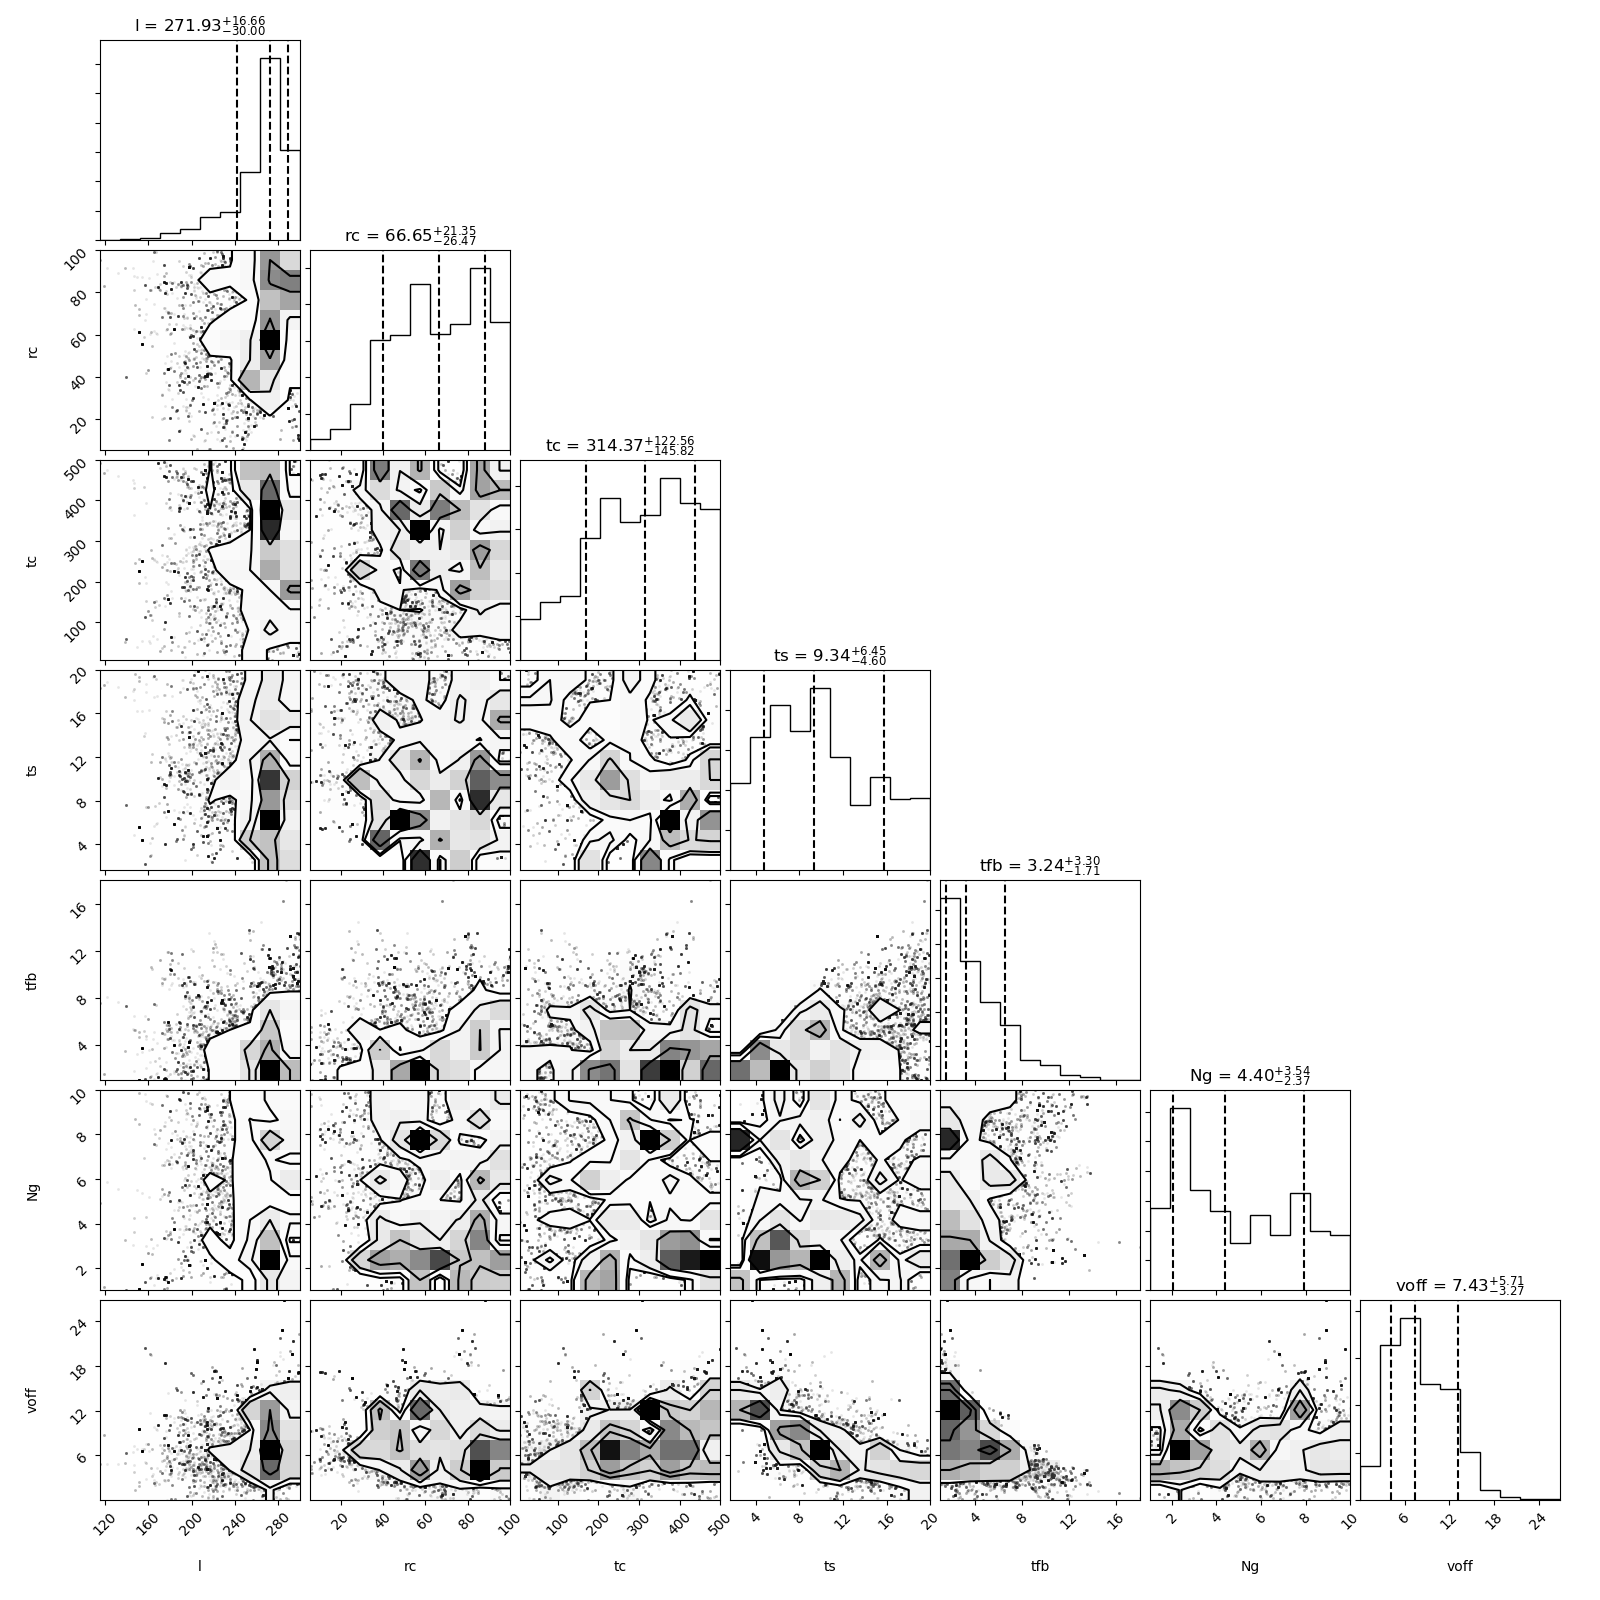 l = 271.93+16.66−30.00
rc = 66.65+21.35−26.47
100
80
60
40
20
rc
tc = 314.37+122.56−145.82
500
400
300
200
100
tc
ts = 9.34+6.45−4.60
20
16
12
8
4
ts
tfb = 3.24+3.30−1.71
16
12
8
4
tfb
Ng = 4.40+3.54−2.37
10
8
6
4
2
Ng
voff = 7.43+5.71−3.27
24
18
12
6
voff
120 160 200 240 280 20 40 60 80 100 100 200 300 400 500 4 8 12 16 20 4 8 12 16 2 4 6 8 10 6 12 18 24
l rc tc ts tfb Ng voff